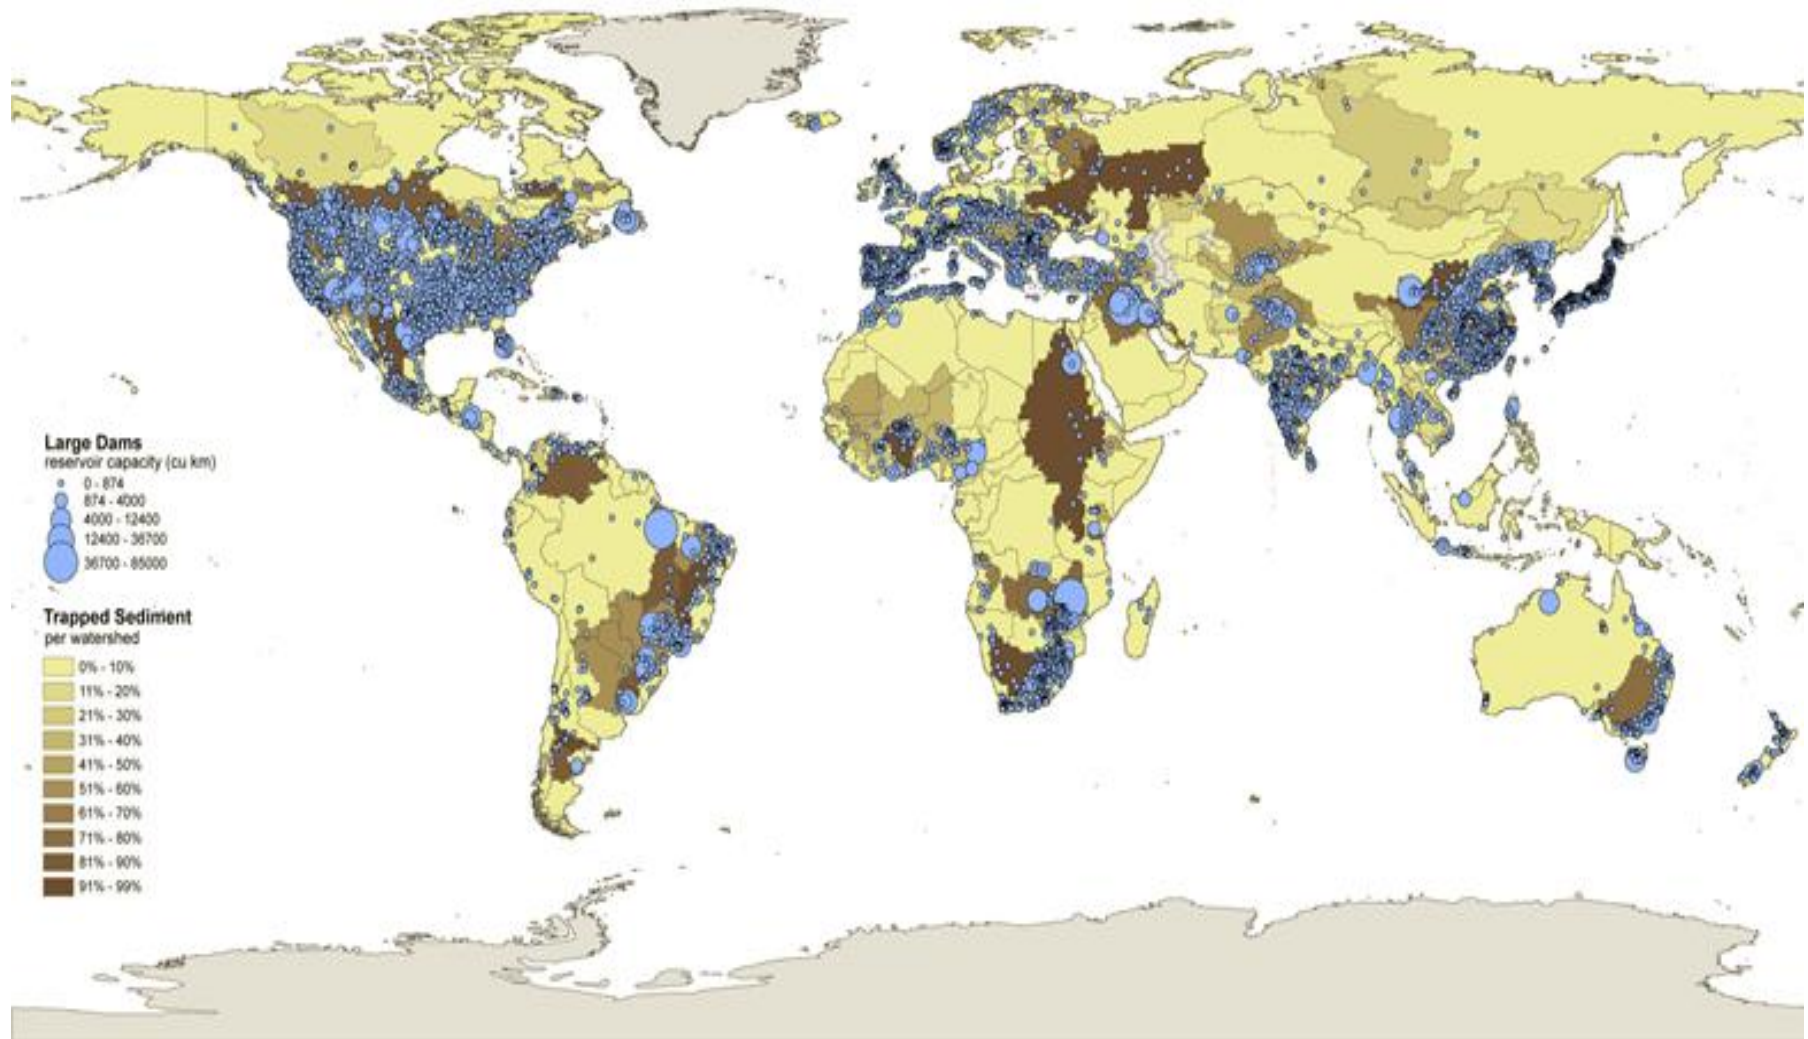 Large Dams
reservoir capacity (cu km)
0 - 874
874 - 4000
4000 - 12400
12400 - 36700
36700 - 85000
Trapped Sediment
per watershed
0% - 10%
11% - 20%
21% - 30%
31% - 40%
41% - 50%
51% - 60%
61% - 70%
71% - 80%
81% - 90%
91% - 99%